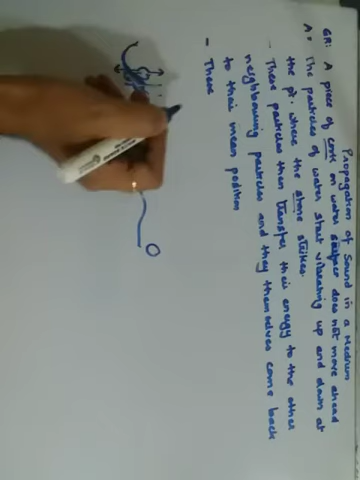 Propagation of Sound in a Medium
GR: A piece of cork on water surface does not move ahead
A: The particles of water start vibrating up and down at
the pt. where the stone strikes.
- These particles then transfer their energy to the other
neighbouring particles and they themselves come back
to their mean position
- These